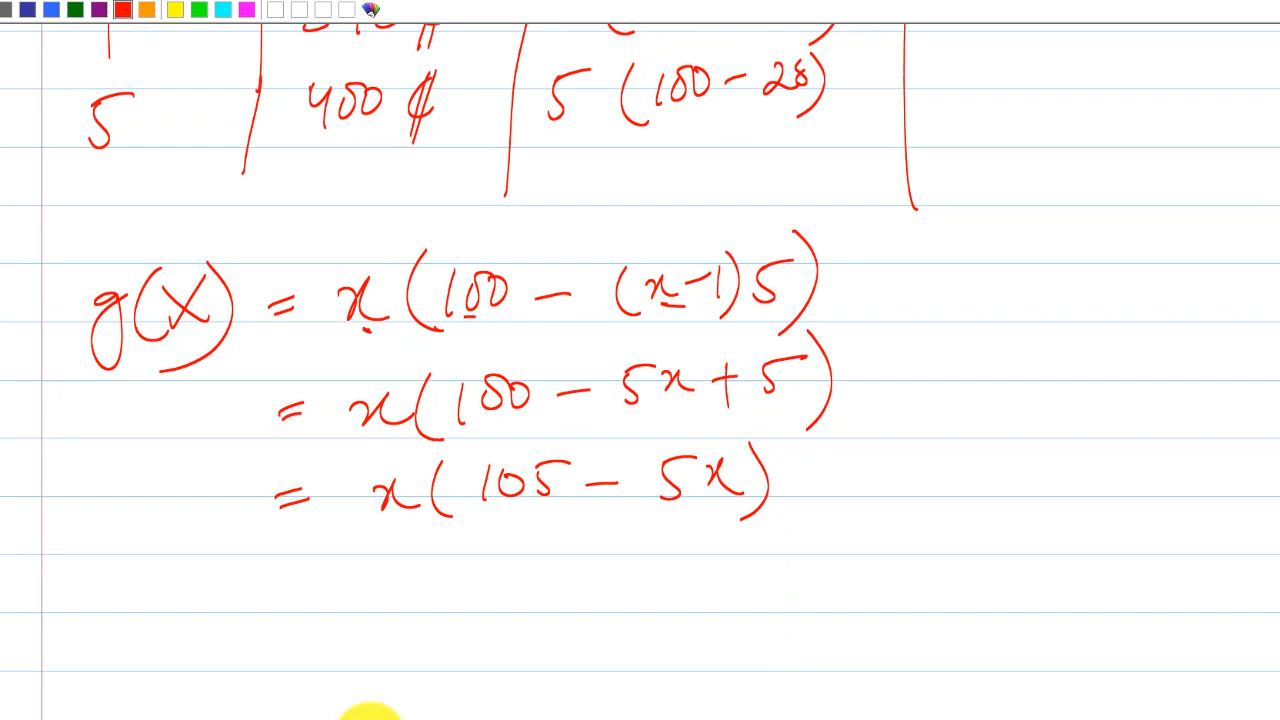 5 | 400 ¢ | 5 (100 - 28) |
g(x) = x(100 - (x-1)5)
= x(100 - 5x + 5)
= x(105 - 5x)